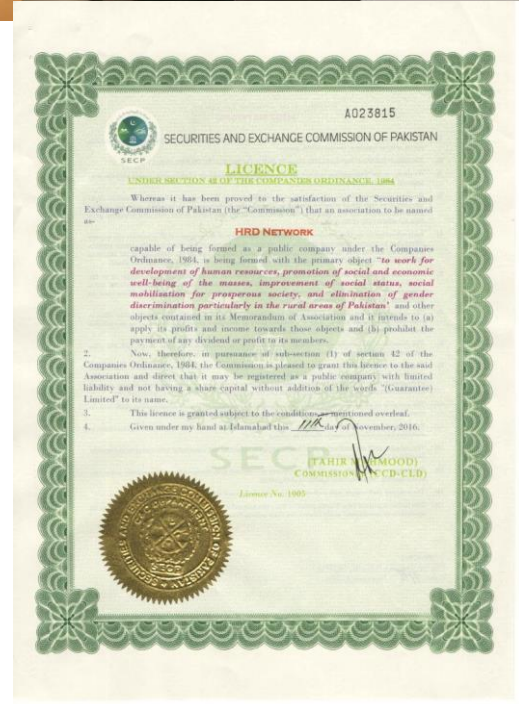 A023815
SECURITIES AND EXCHANGE COMMISSION OF PAKISTAN
SECP
LICENCE
UNDER SECTION 42 OF THE COMPANIES ORDINANCE, 1984
Whereas it has been proved to the satisfaction of the Securities and
Exchange Commission of Pakistan (the "Commission") that an association to be named
as-
HRD NETWORK
capable of being formed as a public company under the Companies
Ordinance, 1984, is being formed with the primary object "to work for
development of human resources, promotion of social and economic
well-being of the masses, improvement of social status, social
mobilisation for prosperous society, and elimination of gender
discrimination particularly in the rural areas of Pakistan" and other
objects contained in its Memorandum of Association and it intends to (a)
apply its profits and income towards those objects and (b) prohibit the
payment of any dividend or profit to its members.
2. Now, therefore, in pursuance of sub-section (1) of section 42 of the
Companies Ordinance, 1984, the Commission is pleased to grant this licence to the said
Association and direct that it may be registered as a public company with limited
liability and not having a share capital without addition of the words "(Guarantee)
Limited" to its name.
3. This licence is granted subject to the conditions as mentioned overleaf.
4. Given under my hand at Islamabad this 11th day of November, 2016.
SECP
(TAHIR MAHMOOD)
COMMISSIONER (CCD-CLD)
Licence No. 1005
SECURITIES AND EXCHANGE COMMISSION OF PAKISTAN
SECP